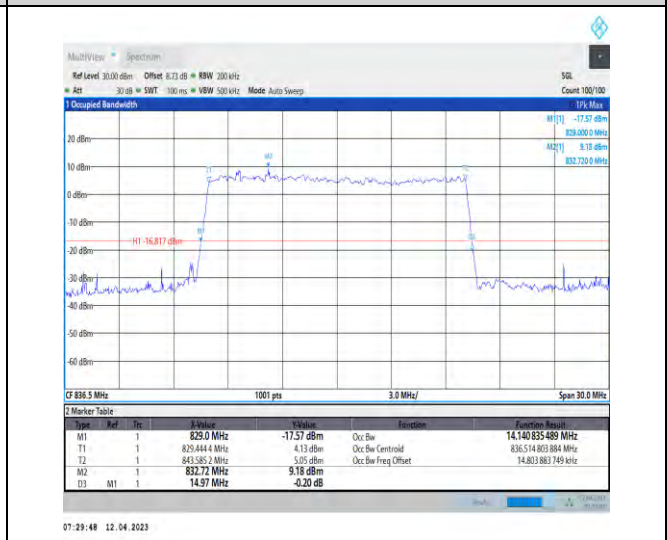 MultiView Spectrum
Ref Level 30.00 dBm Offset 8.73 dB RBW 200 kHz SGL
Att 30 dB SWT 100 ms VBW 500 kHz Mode Auto Sweep Count 100/100
1 Occupied Bandwidth 1Pk Max
M1[1] -17.57 dBm
829.000 0 MHz
M2[1] 9.18 dBm
832.720 0 MHz
20 dBm
10 dBm
0 dBm
-10 dBm
-20 dBm
-30 dBm
-40 dBm
-50 dBm
-60 dBm
M2
T1
T2
M1
H1 -16.817 dBm
CF 836.5 MHz 1001 pts 3.0 MHz/ Span 30.0 MHz
2 Marker Table
Type Ref Trc X-Value Y-Value Function Function Result
M1 1 829.0 MHz -17.57 dBm Occ Bw 14.140 835 489 MHz
T1 1 829.444 4 MHz 4.13 dBm Occ Bw Centroid 836.514 803 884 MHz
T2 1 843.585 2 MHz 5.05 dBm Occ Bw Freq Offset 14.803 883 749 kHz
M2 1 832.72 MHz 9.18 dBm
D3 M1 1 14.97 MHz -0.20 dB
07:29:48 12.04.2023